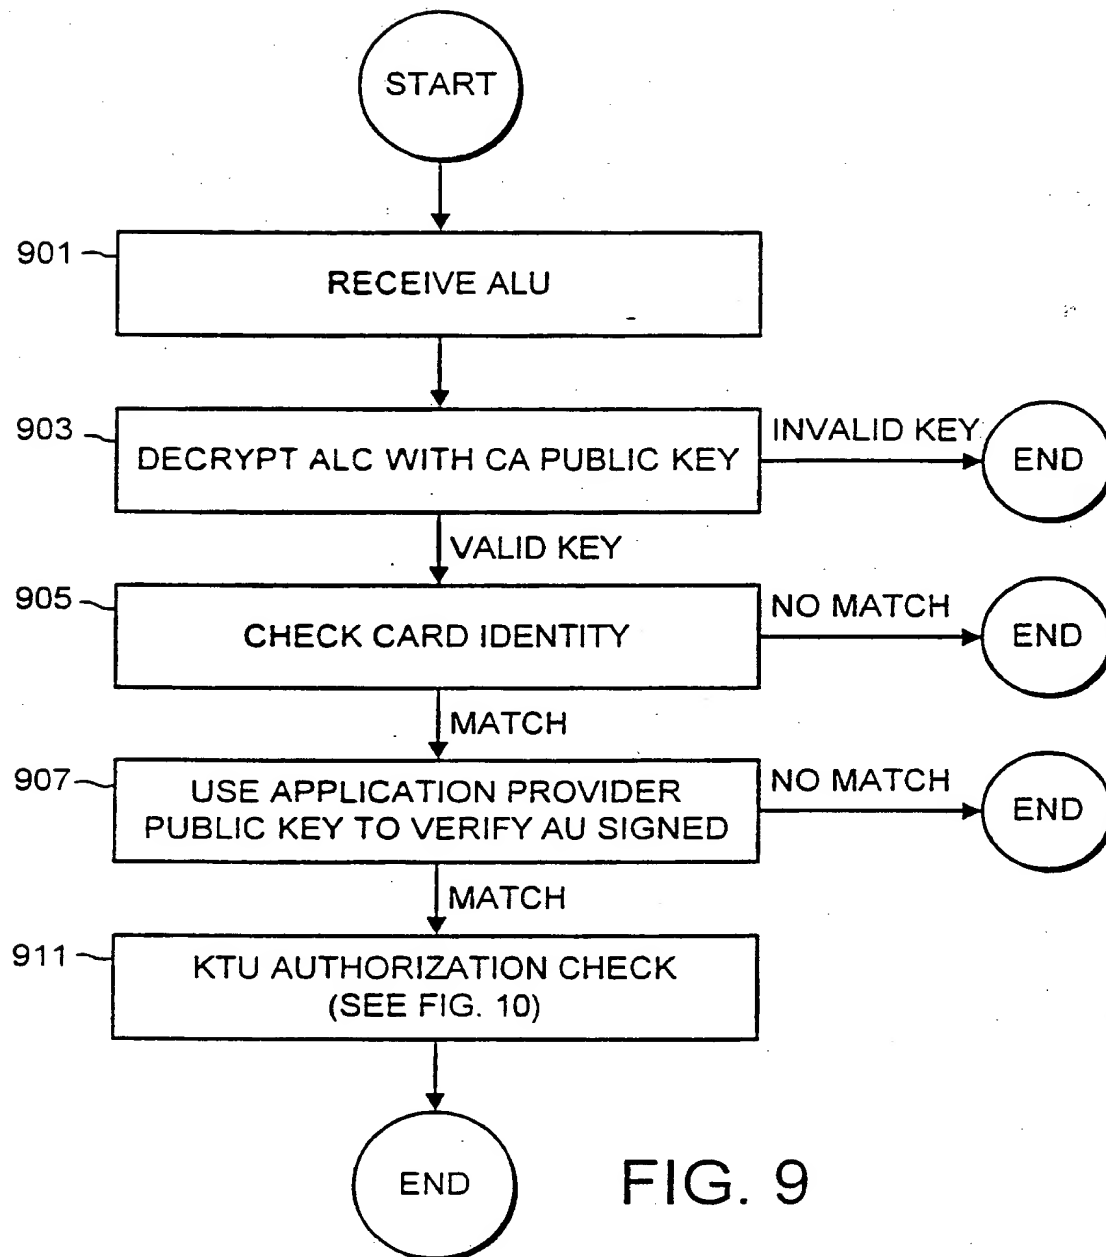 START
901
RECEIVE ALU
903
DECRYPT ALC WITH CA PUBLIC KEY
INVALID KEY
END
VALID KEY
905
CHECK CARD IDENTITY
NO MATCH
END
MATCH
907
USE APPLICATION PROVIDER
PUBLIC KEY TO VERIFY AU SIGNED
NO MATCH
END
MATCH
911
KTU AUTHORIZATION CHECK
(SEE FIG. 10)
END
FIG. 9